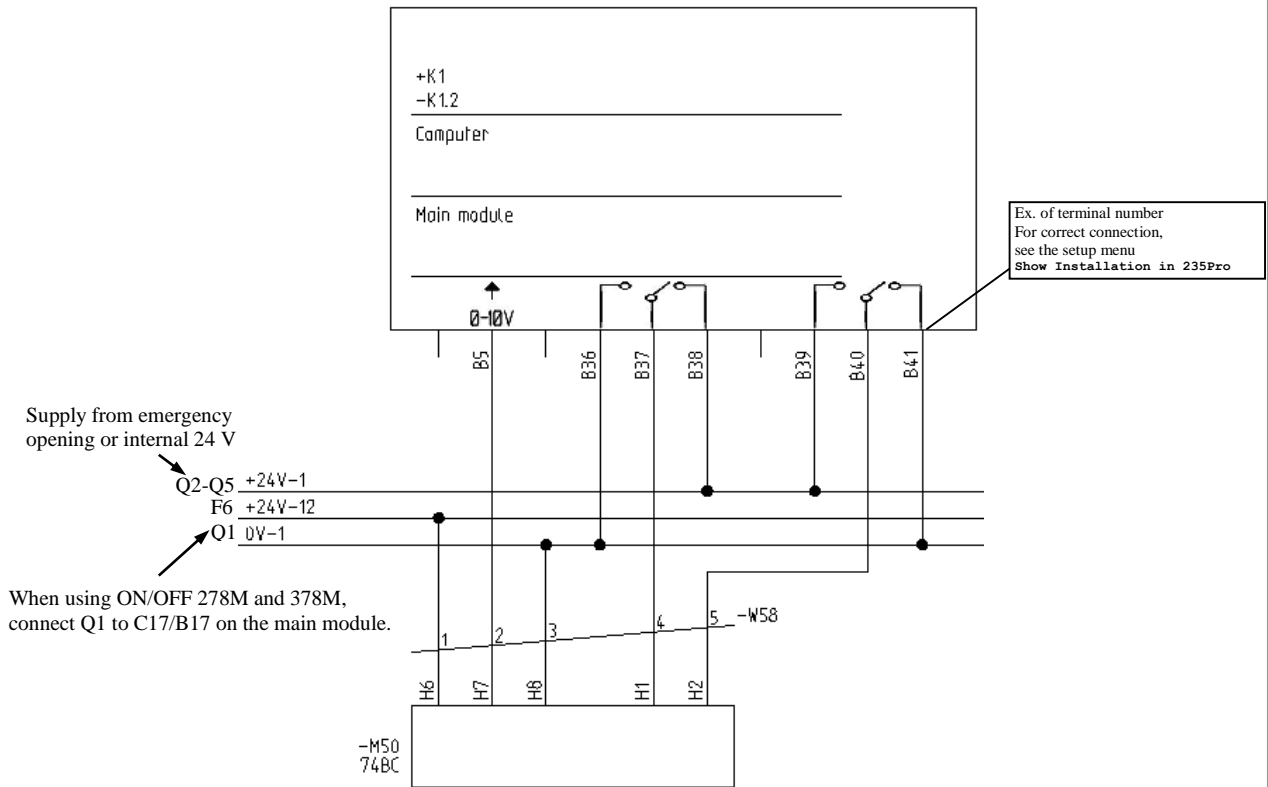 +K1
-K1.2
Computer
Main module
Ex. of terminal number
For correct connection,
see the setup menu
Show Installation in 235Pro
0-10V
B5
B36
B37
B38
B39
B40
B41
Supply from emergency
opening or internal 24 V
Q2-Q5 +24V-1
F6 +24V-12
Q1 0V-1
When using ON/OFF 278M and 378M,
connect Q1 to C17/B17 on the main module.
1
2
3
4
5
-W58
H6
H7
H8
H1
H2
-M50
74BC